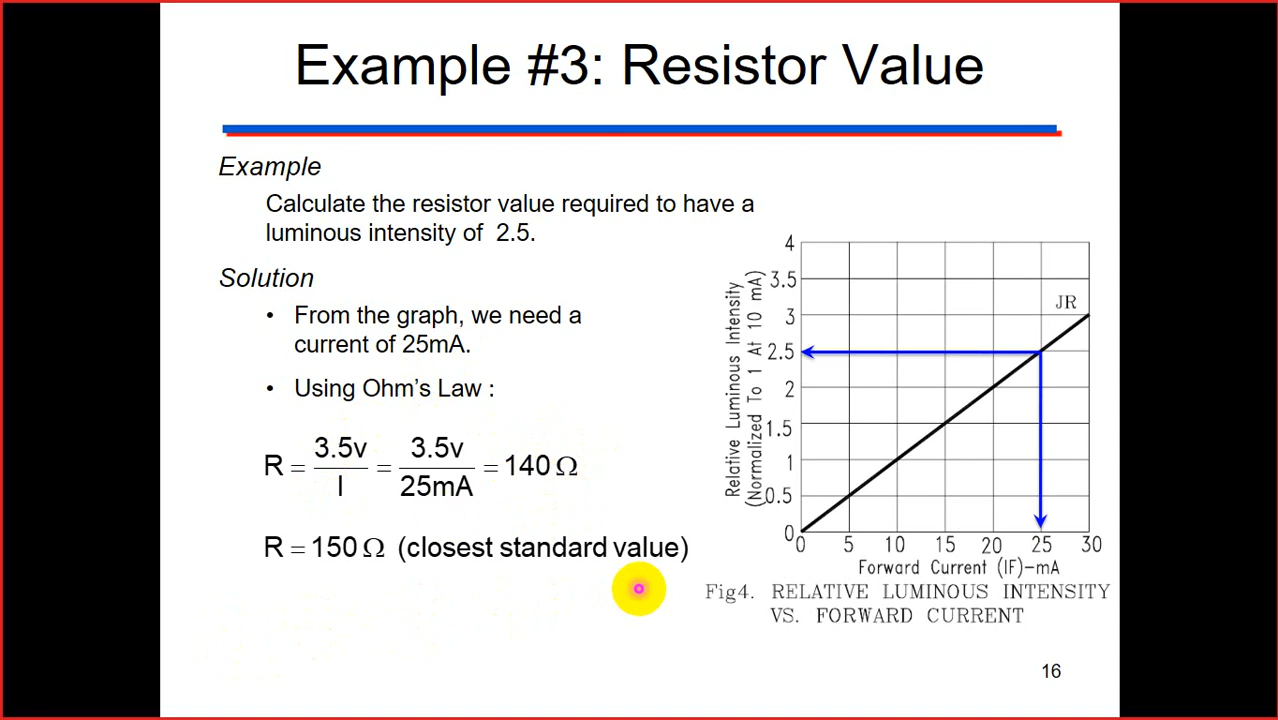 Example #3: Resistor Value
Example
Calculate the resistor value required to have a
luminous intensity of 2.5.
Solution
• From the graph, we need a
current of 25mA.
• Using Ohm's Law :
R = 3.5v / I = 3.5v / 25mA = 140 Ω
R = 150 Ω (closest standard value)
Relative Luminous Intensity
(Normalized To 1 At 10 mA)
4
3.5
3
2.5
2
1.5
1
0.5
0
JR
0 5 10 15 20 25 30
Forward Current (IF)-mA
Fig4. RELATIVE LUMINOUS INTENSITY
VS. FORWARD CURRENT
16